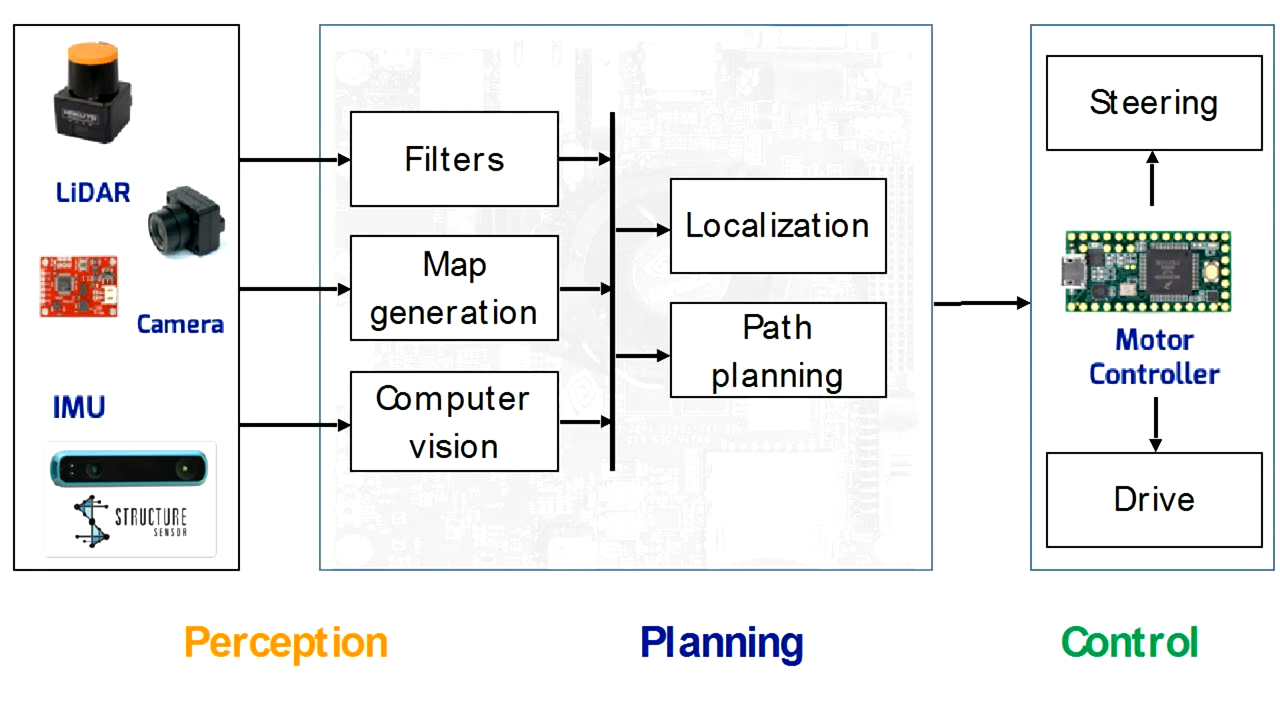 HOKUYO
LiDAR
Camera
IMU
STRUCTURE
SENSOR
Filters
Map
generation
Computer
vision
Localization
Path
planning
Steering
Motor
Controller
Drive
Perception
Planning
Control